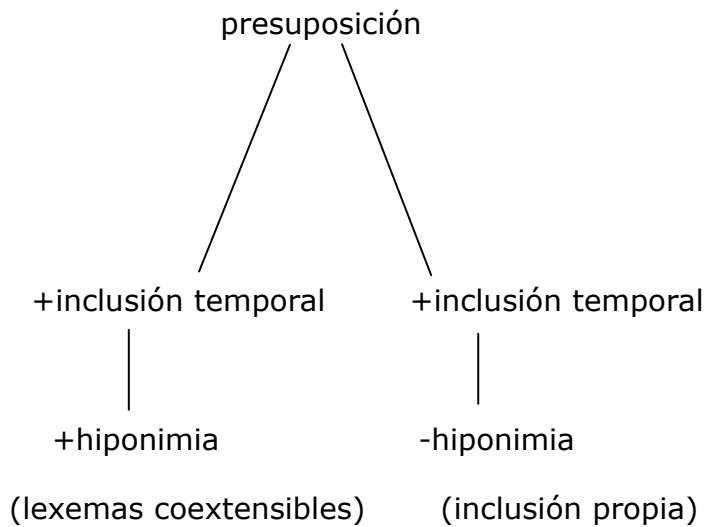 presuposición
+inclusión temporal +inclusión temporal
+hiponimia -hiponimia
(lexemas coextensibles) (inclusión propia)